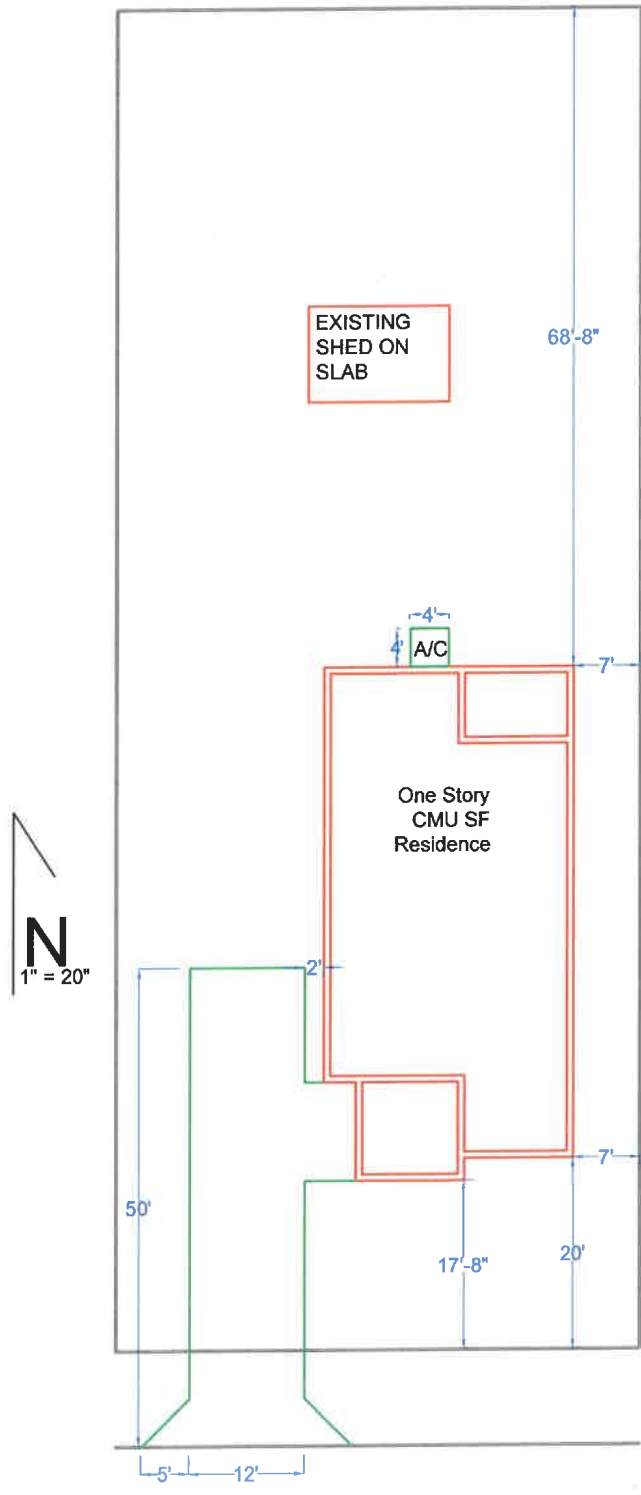 68'-8"
EXISTING
SHED ON
SLAB
4'
4'
A/C
7'
One Story
CMU SF
Residence
N
1" = 20"
2'
7'
50'
17'-8"
20'
5'
12'